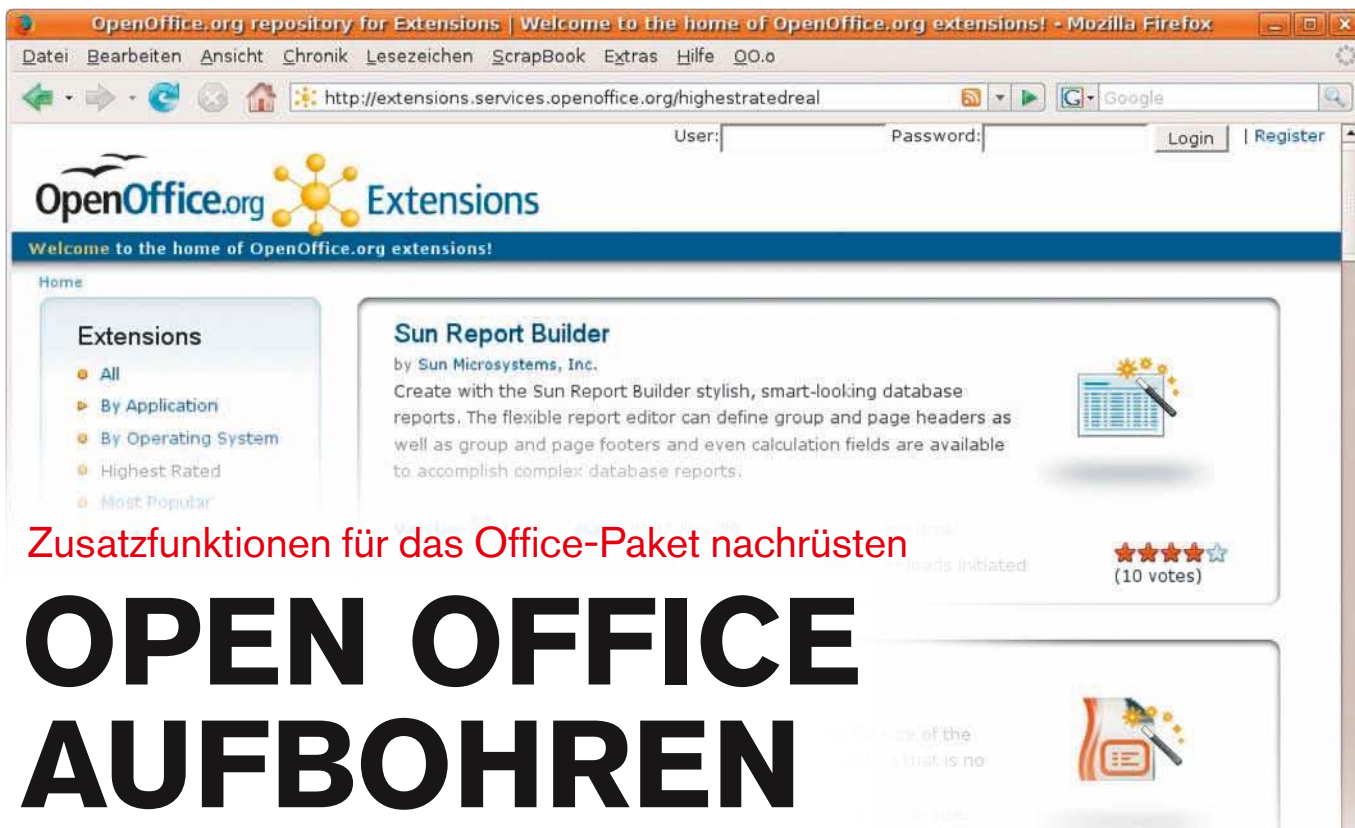 OpenOffice.org repository for Extensions | Welcome to the home of OpenOffice.org extensions! - Mozilla Firefox
Datei Bearbeiten Ansicht Chronik Lesezeichen ScrapBook Extras Hilfe OO.o
http://extensions.services.openoffice.org/highestratedreal
G Google
User: Password: Login | Register
OpenOffice.org Extensions
Welcome to the home of OpenOffice.org extensions!
Home
Extensions
All
By Application
By Operating System
Highest Rated
Most Popular
Sun Report Builder
by Sun Microsystems, Inc.
Create with the Sun Report Builder stylish, smart-looking database
reports. The flexible report editor can define group and page headers as
well as group and page footers and even calculation fields are available
to accomplish complex database reports.
initiated
(10 votes)
Zusatzfunktionen für das Office-Paket nachrüsten
OPEN OFFICE
AUFBOHREN
of the
that is no